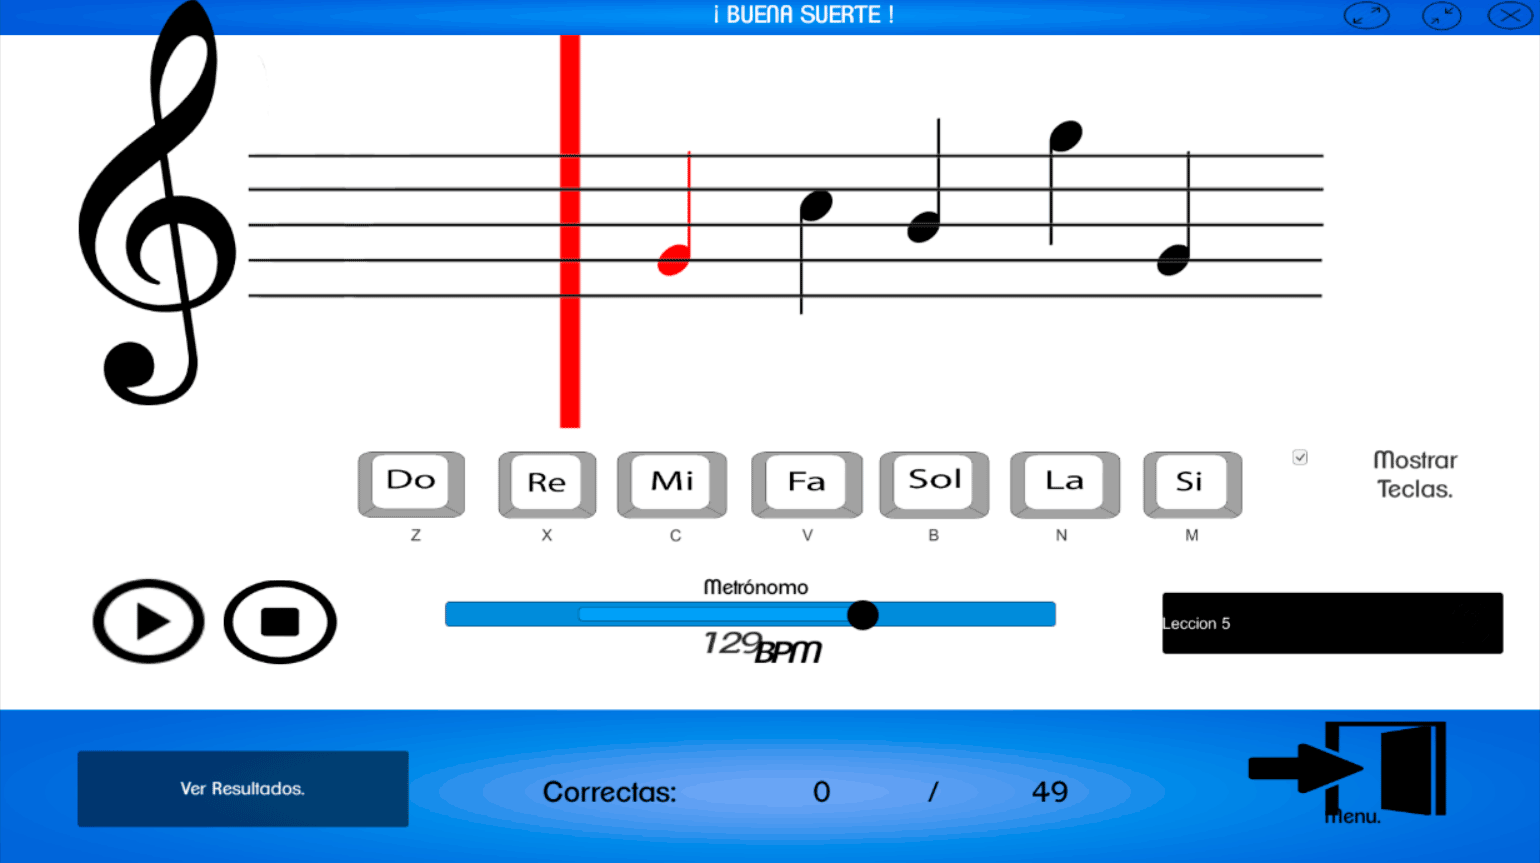 ¡ BUENA SUERTE !
Do Re Mi Fa Sol La Si
Z X C V B N M
Mostrar
Teclas.
Metrónomo
129 BPM
Leccion 5
Ver Resultados.
Correctas: 0 / 49
Menu.